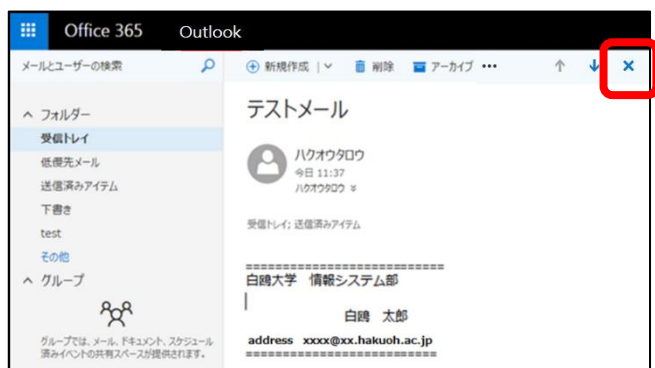 Office 365 Outlook
メールとユーザーの検索
新規作成 | 削除 アーカイブ •••
フォルダー
受信トレイ
低優先メール
送信済みアイテム
下書き
test
その他
グループ
グループでは、メール、ドキュメント、スケジュール
済みイベントの共有スペースが提供されます。
テストメール
ハクオウタロウ
今日 11:37
ハクオウタロウ
受信トレイ; 送信済みアイテム
===========================
白鴎大学 情報システム部
白鴎 太郎
address xxxx@xx.hakuoh.ac.jp
==========================